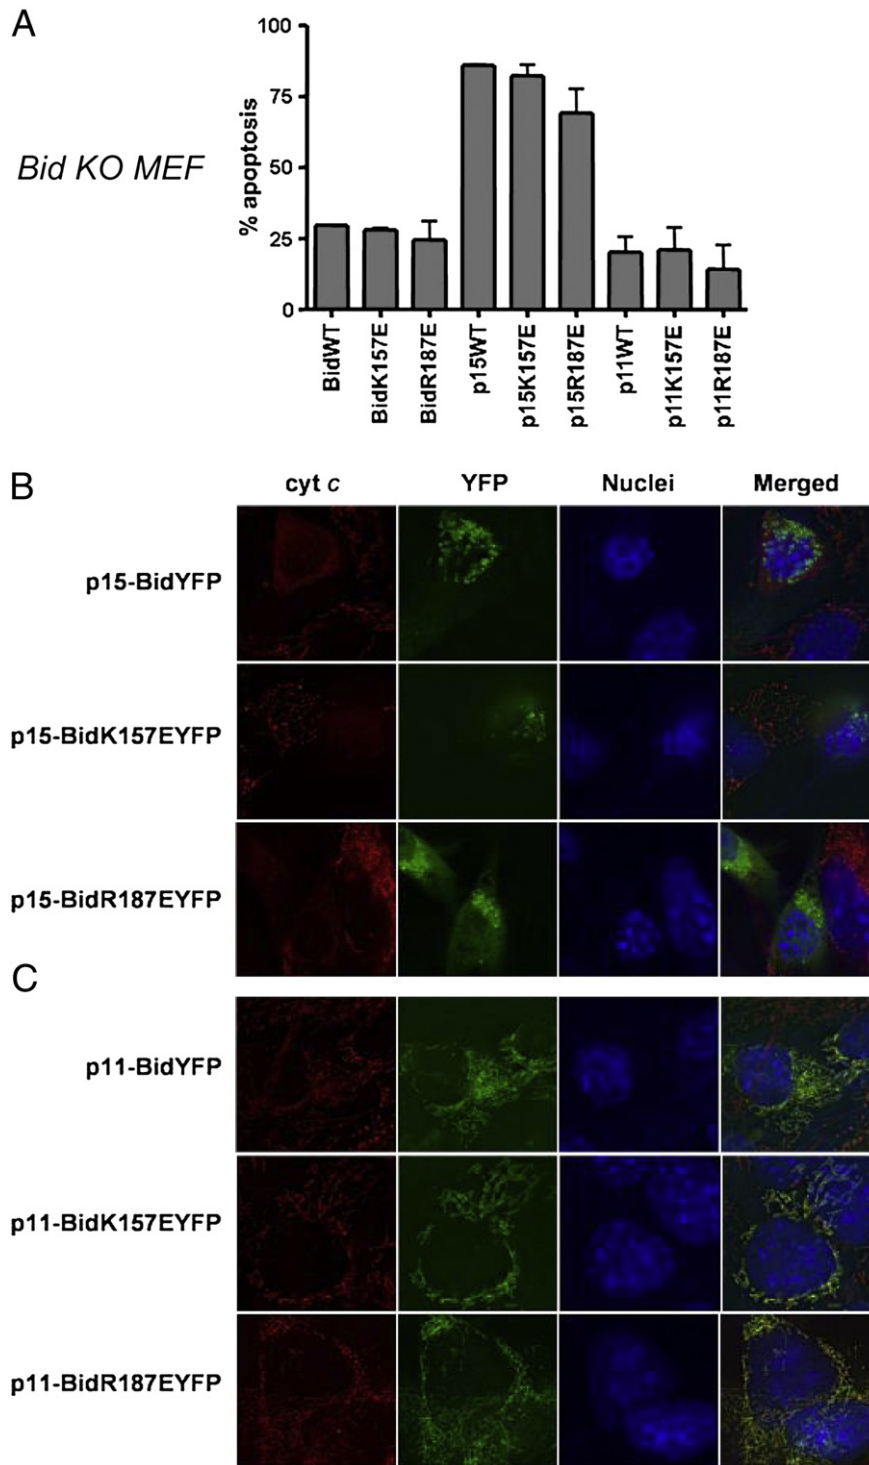 A
100
75
50
25
0
% apoptosis
Bid KO MEF
BidWT
BidK157E
BidR187E
p15WT
p15K157E
p15R187E
p11WT
p11K157E
p11R187E
B
cyt c YFP Nuclei Merged
p15-BidYFP
p15-BidK157EYFP
p15-BidR187EYFP
C
p11-BidYFP
p11-BidK157EYFP
p11-BidR187EYFP